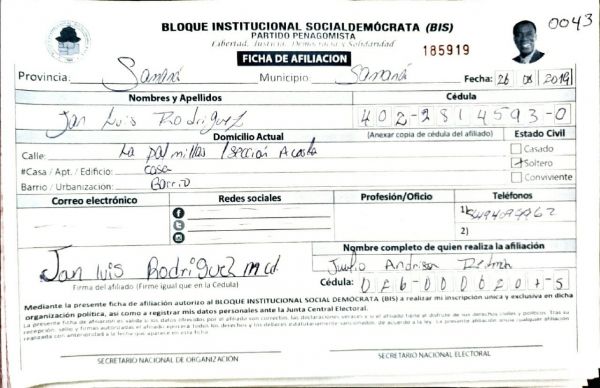 BLOQUE INSTITUCIONAL SOCIALDEMÓCRATA (BIS)
PARTIDO PENAGOMISTA
Libertad, Justicia, Democracia y Solidaridad
0043
185919
FICHA DE AFILIACION
Provincia. Samaná Municipio Samaná Fecha: 26 08 2019
Nombres y Apellidos Cédula
Jan Luis Rodriguez 402-2814593-0
Domicilio Actual (Anexar copia de cédula del afiliado) Estado Civil
Calle: La palmillas / sección Acosta Casado
#Casa / Apt. / Edificio: casa Soltero
Barrio / Urbanización: Barrio Conviviente
Correo electrónico Redes sociales Profesión/Oficio Teléfonos
1)
2)
Nombre completo de quien realiza la afiliación
Jan Luis Rodriguez
Firma del afiliado (Firme igual que en la Cédula) Cédula:
Mediante la presente ficha de afiliación autorizo al BLOQUE INSTITUCIONAL SOCIAL DEMÓCRATA (BIS) a realizar mi inscripción única y exclusiva en dicha
organización política, así como a registrar mis datos personales ante la Junta Central Electoral.
SECRETARIO NACIONAL DE ORGANIZACIÓN SECRETARIO NACIONAL ELECTORAL